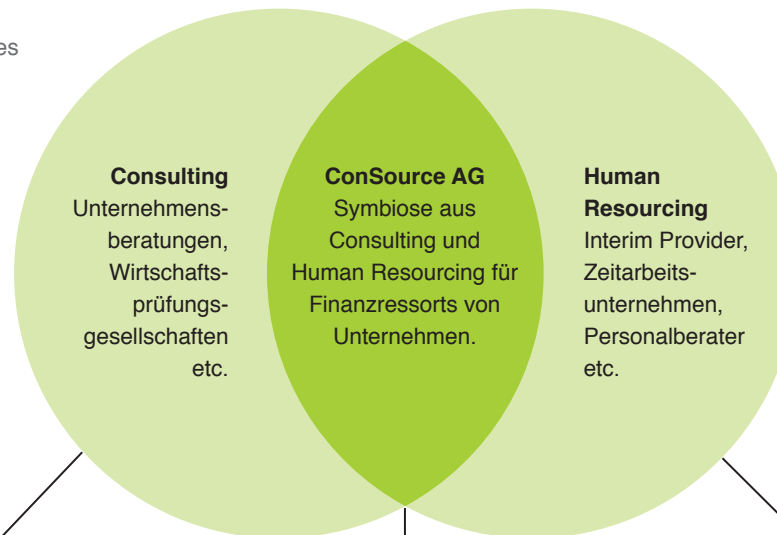 es
Consulting
Unternehmens-
beratungen,
Wirtschafts-
prüfungs-
gesellschaften
etc.
ConSource AG
Symbiose aus
Consulting und
Human Resourcing für
Finanzressorts von
Unternehmen.
Human
Resourcing
Interim Provider,
Zeitarbeits-
unternehmen,
Personalberater
etc.